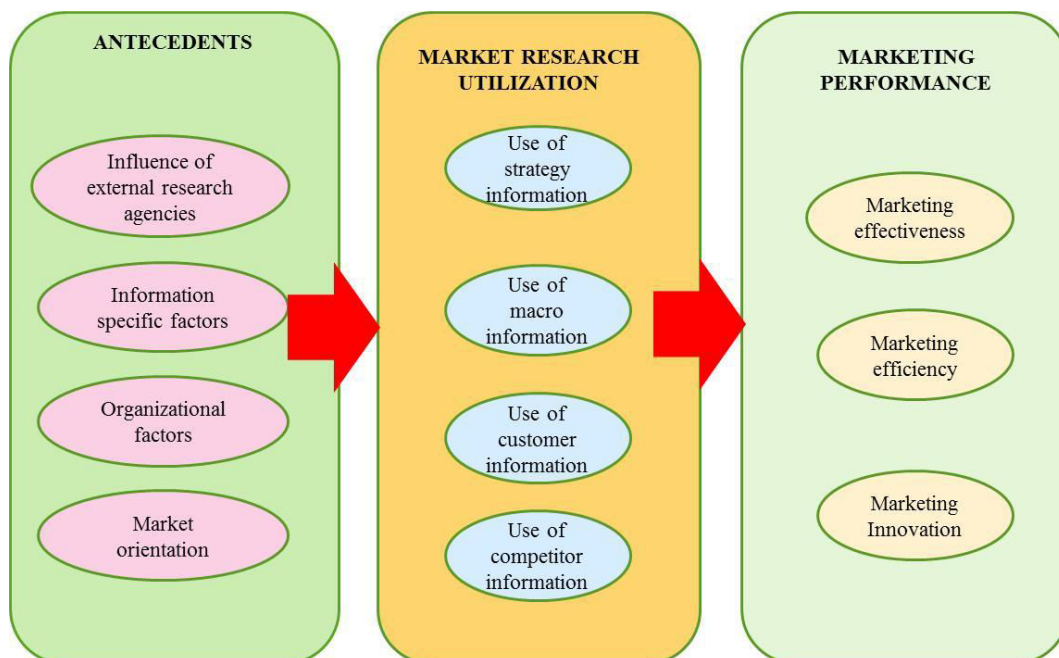 ANTECEDENTS
Influence of
external research
agencies
Information
specific factors
Organizational
factors
Market
orientation
MARKET RESEARCH
UTILIZATION
Use of
strategy
information
Use of
macro
information
Use of
customer
information
Use of
competitor
information
MARKETING
PERFORMANCE
Marketing
effectiveness
Marketing
efficiency
Marketing
Innovation